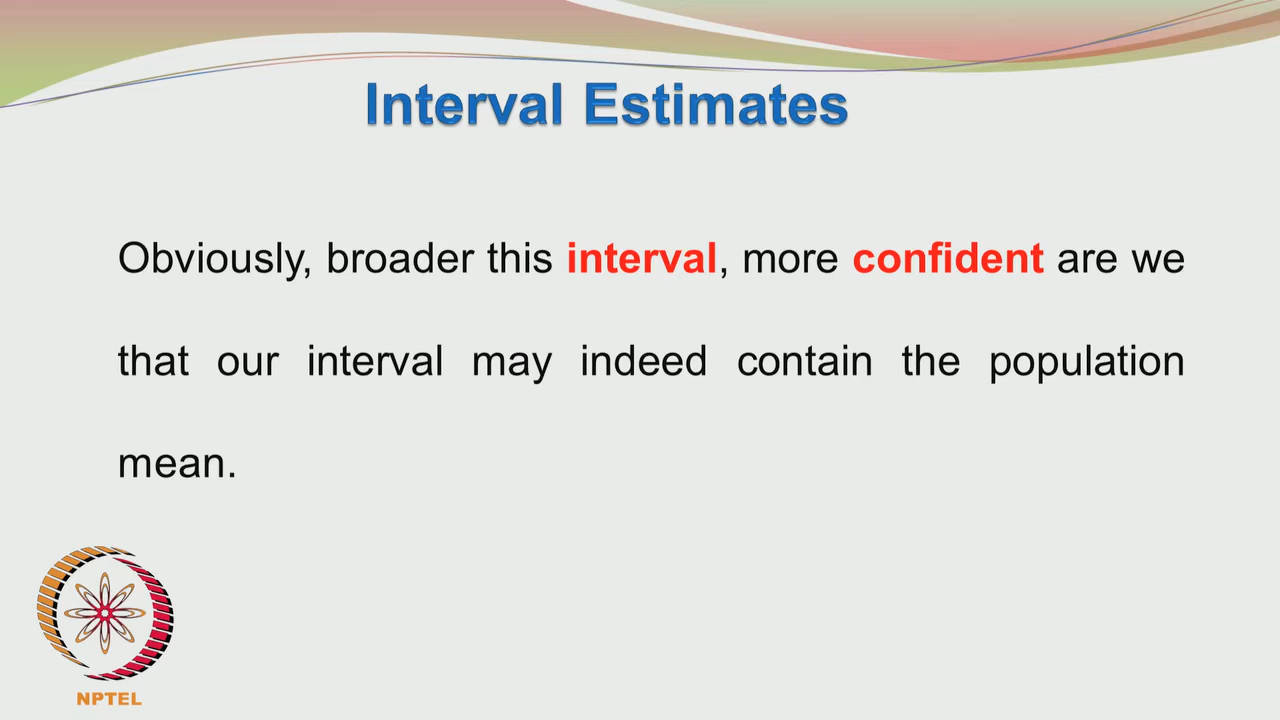 Interval Estimates
Obviously, broader this interval, more confident are we
that our interval may indeed contain the population
mean.
NPTEL